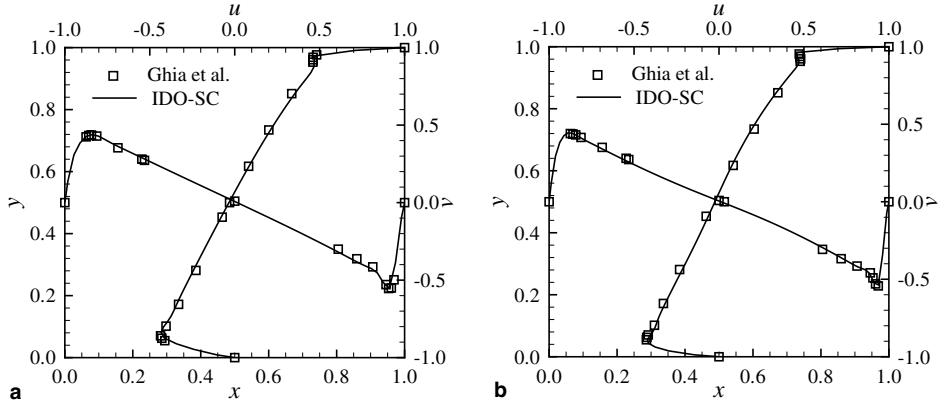 u
-1.0 -0.5 0.0 0.5 1.0
1.0 0.8 0.6 0.4 0.2 0.0
y
Ghia et al.
IDO-SC
1.0 0.5 0.0 -0.5 -1.0
v
0.0 0.2 0.4 0.6 0.8 1.0
x
a
u
-1.0 -0.5 0.0 0.5 1.0
1.0 0.8 0.6 0.4 0.2 0.0
y
Ghia et al.
IDO-SC
1.0 0.5 0.0 -0.5 -1.0
v
0.0 0.2 0.4 0.6 0.8 1.0
x
b